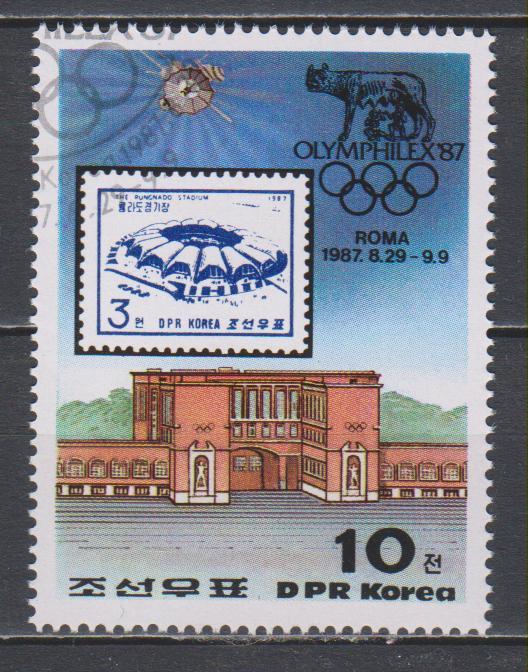 OLYMPHILEX'87
ROMA
1987. 8.29 - 9.9
THE RUNGNADO STADIUM 1987
릉라도경기장
3 전
DPR KOREA 조선우표
10 전
조선우표 DPR Korea